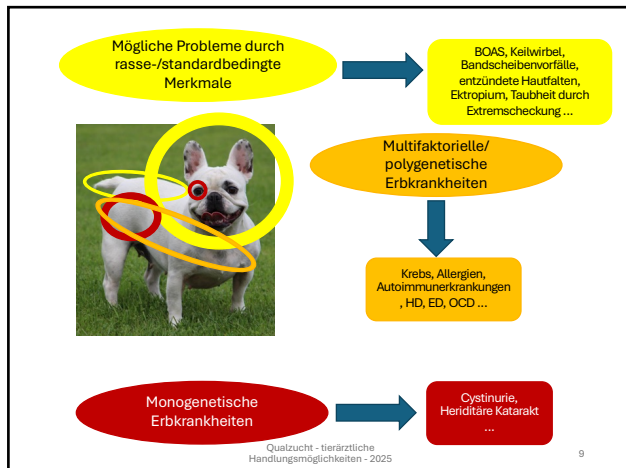 Mögliche Probleme durch
rasse-/standardbedingte
Merkmale
BOAS, Keilwirbel,
Bandscheibenvorfälle,
entzündete Hautfalten,
Ektropium, Taubheit durch
Extremscheckung ...
Multifaktorielle/
polygenetische
Erbkrankheiten
Krebs, Allergien,
Autoimmunerkrankungen
, HD, ED, OCD ...
Monogenetische
Erbkrankheiten
Cystinurie,
Heriditäre Katarakt
...
Qualzucht - tierärztliche
Handlungsmöglichkeiten - 2025
9